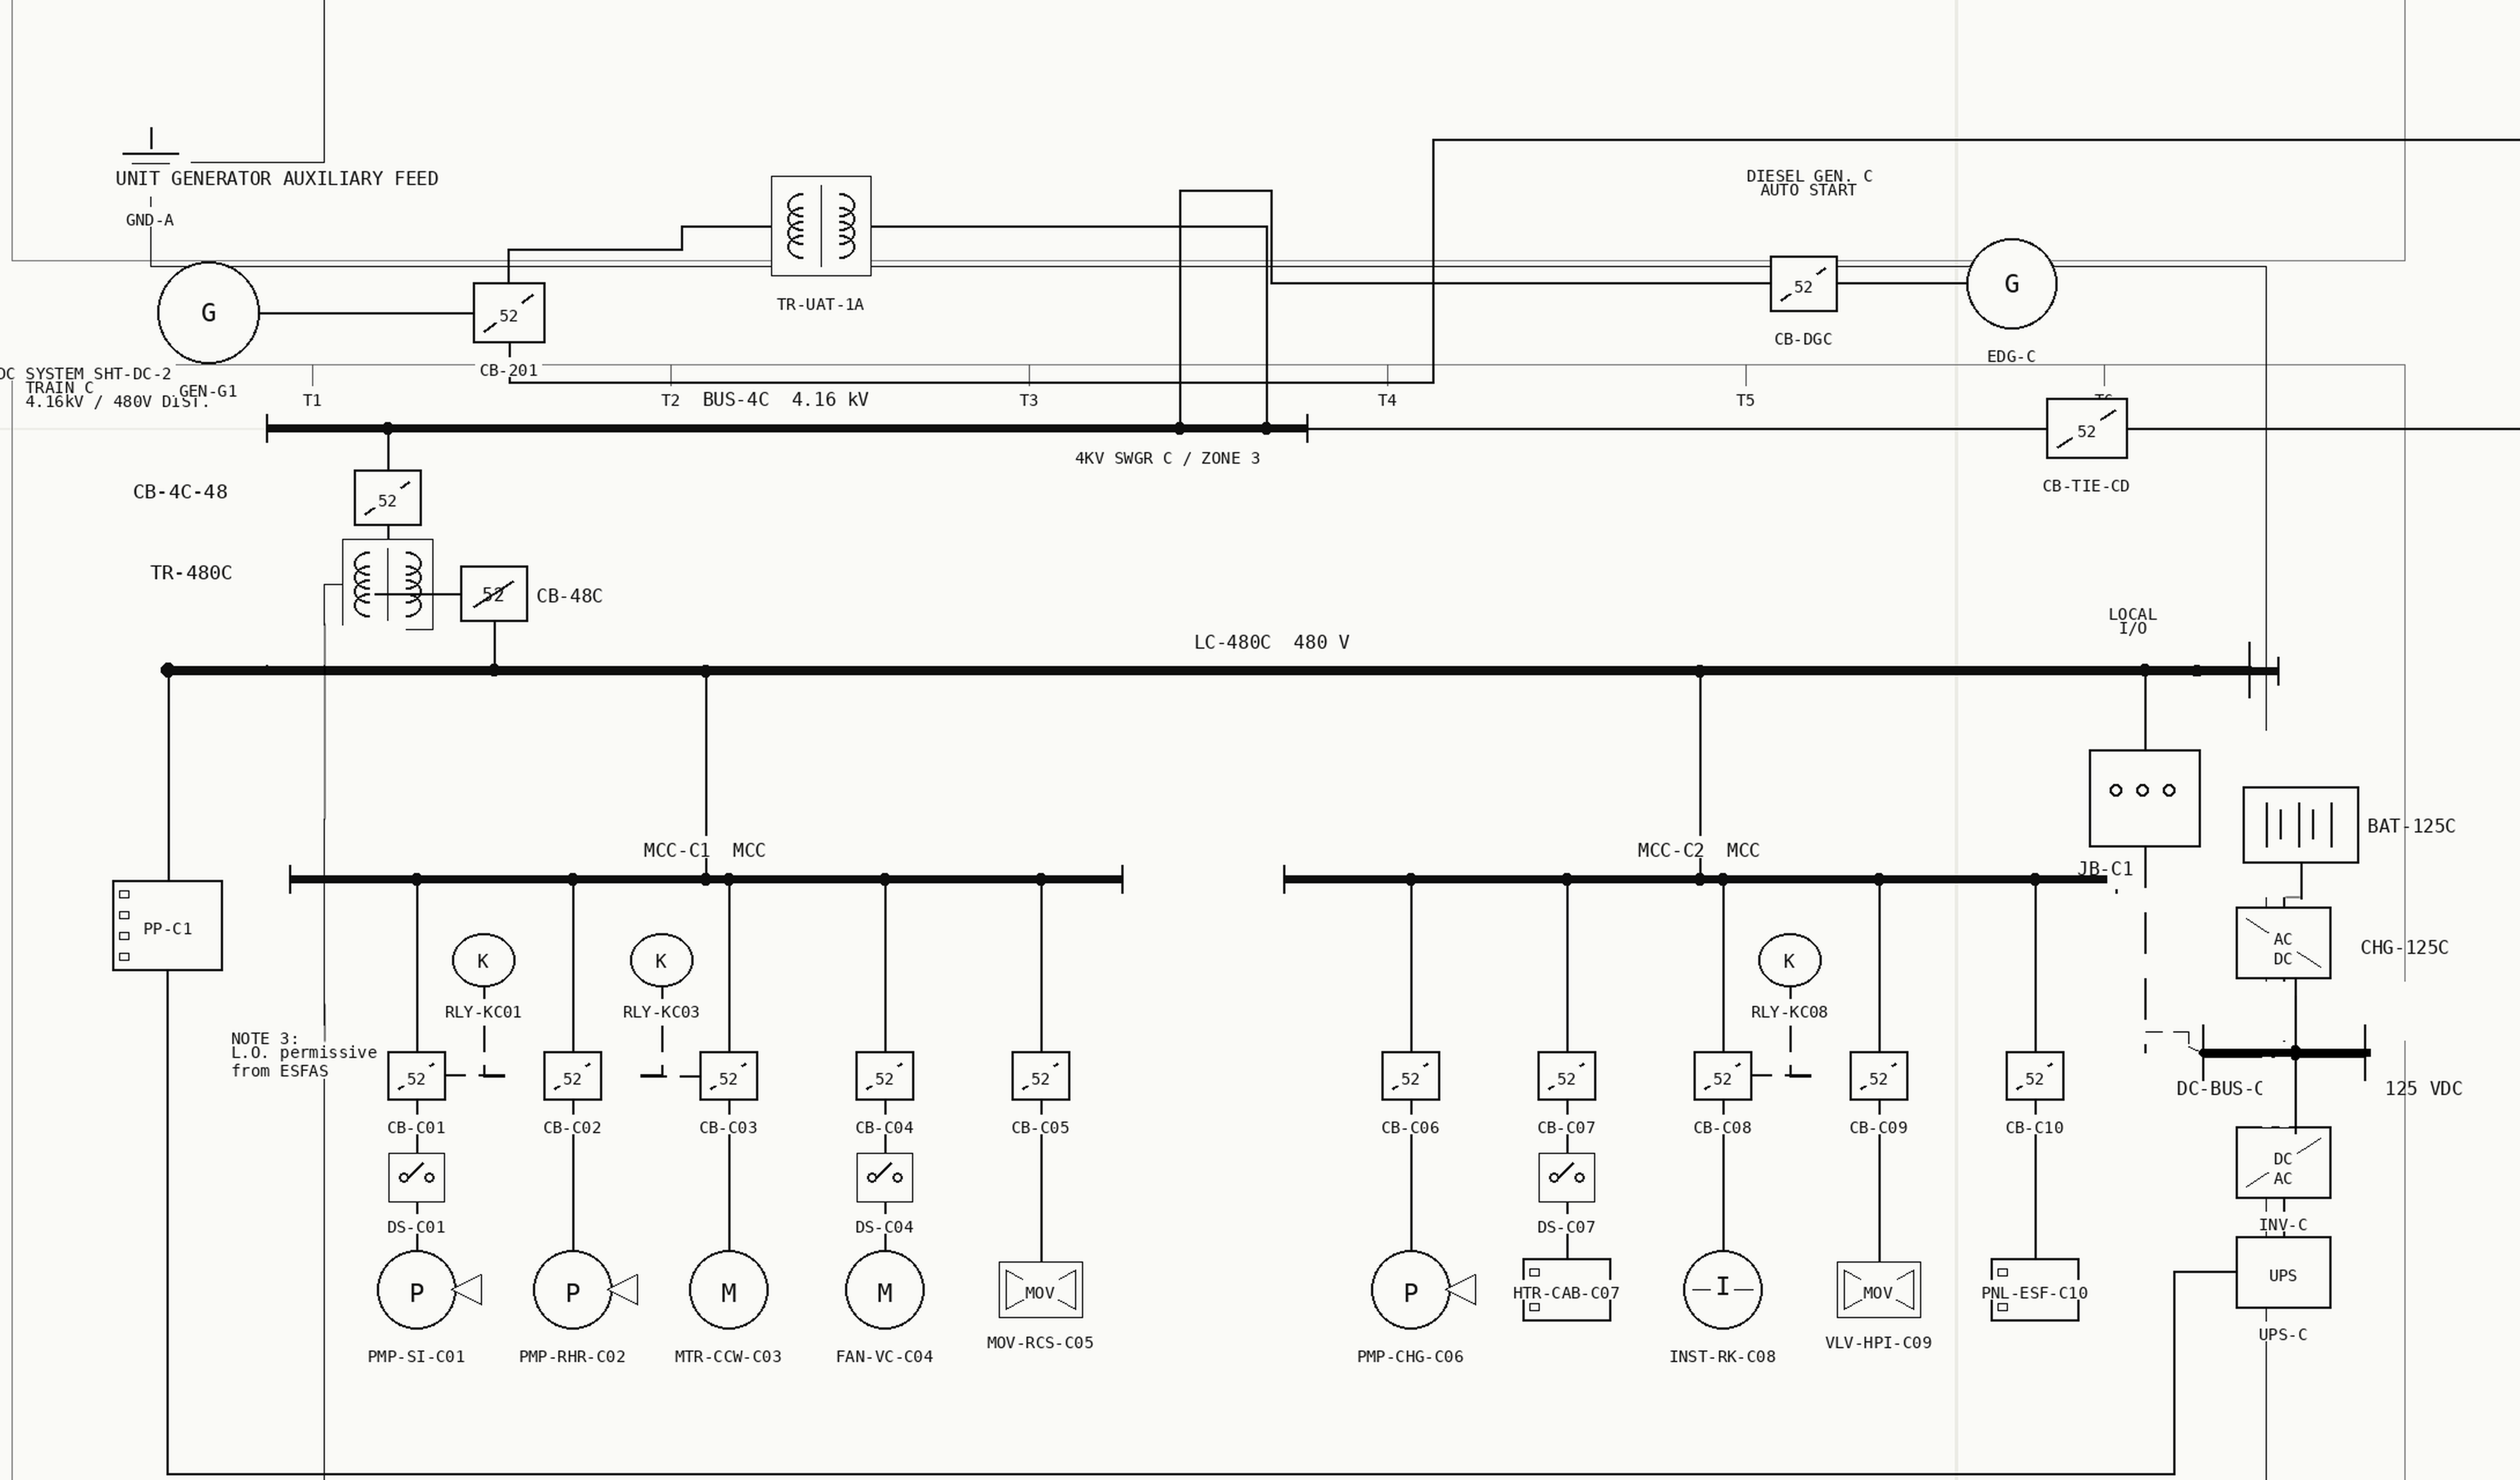 UNIT GENERATOR AUXILIARY FEED
GND-A
DIESEL GEN. C
AUTO START
G
52
TR-UAT-1A
52
G
CB-DGC
EDG-C
CB-201
DC SYSTEM SHT-DC-2
TRAIN C
4.16kV / 480V DIST.
GEN-G1
T1
T2
BUS-4C 4.16 kV
T3
T4
T5
52
4KV SWGR C / ZONE 3
CB-TIE-CD
CB-4C-48
52
TR-480C
52
CB-48C
LOCAL
I/O
LC-480C 480 V
BAT-125C
MCC-C1 MCC
MCC-C2 MCC
JB-C1
PP-C1
K
K
K
AC
DC
CHG-125C
RLY-KC01
RLY-KC03
RLY-KC08
NOTE 3:
L.O. permissive
from ESFAS
52
52
52
52
52
52
52
52
52
52
DC-BUS-C
125 VDC
CB-C01
CB-C02
CB-C03
CB-C04
CB-C05
CB-C06
CB-C07
CB-C08
CB-C09
CB-C10
DC
AC
DS-C01
DS-C04
DS-C07
INV-C
P
P
M
M
MOV
P
HTR-CAB-C07
I
MOV
PNL-ESF-C10
UPS
UPS-C
PMP-SI-C01
PMP-RHR-C02
MTR-CCW-C03
FAN-VC-C04
MOV-RCS-C05
PMP-CHG-C06
INST-RK-C08
VLV-HPI-C09